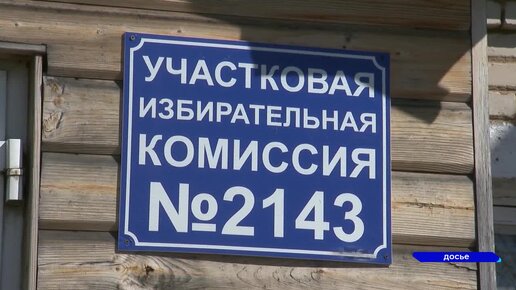 УЧАСТКОВАЯ
ИЗБИРАТЕЛЬНАЯ
КОМИССИЯ
№2143
досье